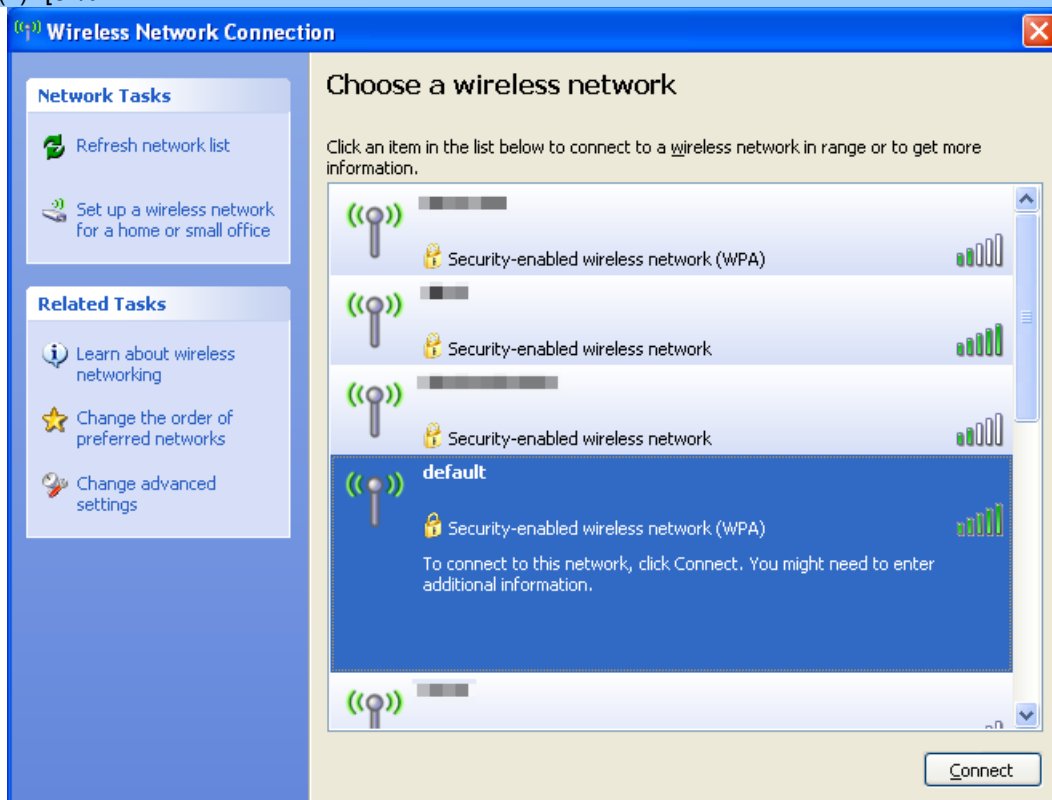 Wireless Network Connection
Network Tasks
Refresh network list
Set up a wireless network
for a home or small office
Related Tasks
Learn about wireless
networking
Change the order of
preferred networks
Change advanced
settings
Choose a wireless network
Click an item in the list below to connect to a wireless network in range or to get more
information.
Security-enabled wireless network (WPA)
Security-enabled wireless network
Security-enabled wireless network
default
Security-enabled wireless network (WPA)
To connect to this network, click Connect. You might need to enter
additional information.
Connect